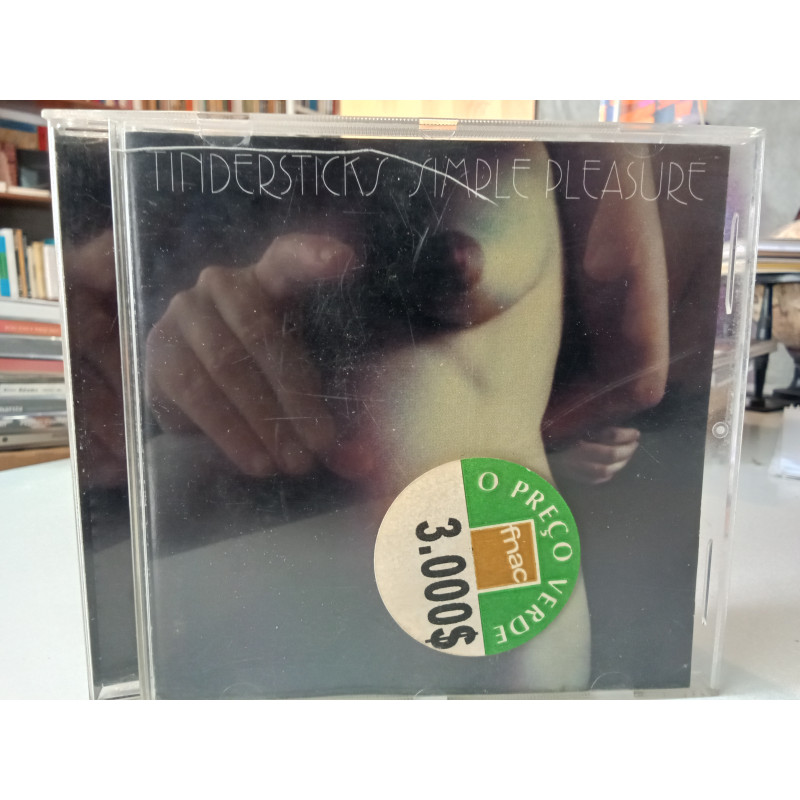 TINDERSTICKS SIMPLE PLEASURE
O PREÇO VERDE
fnac
3.000$